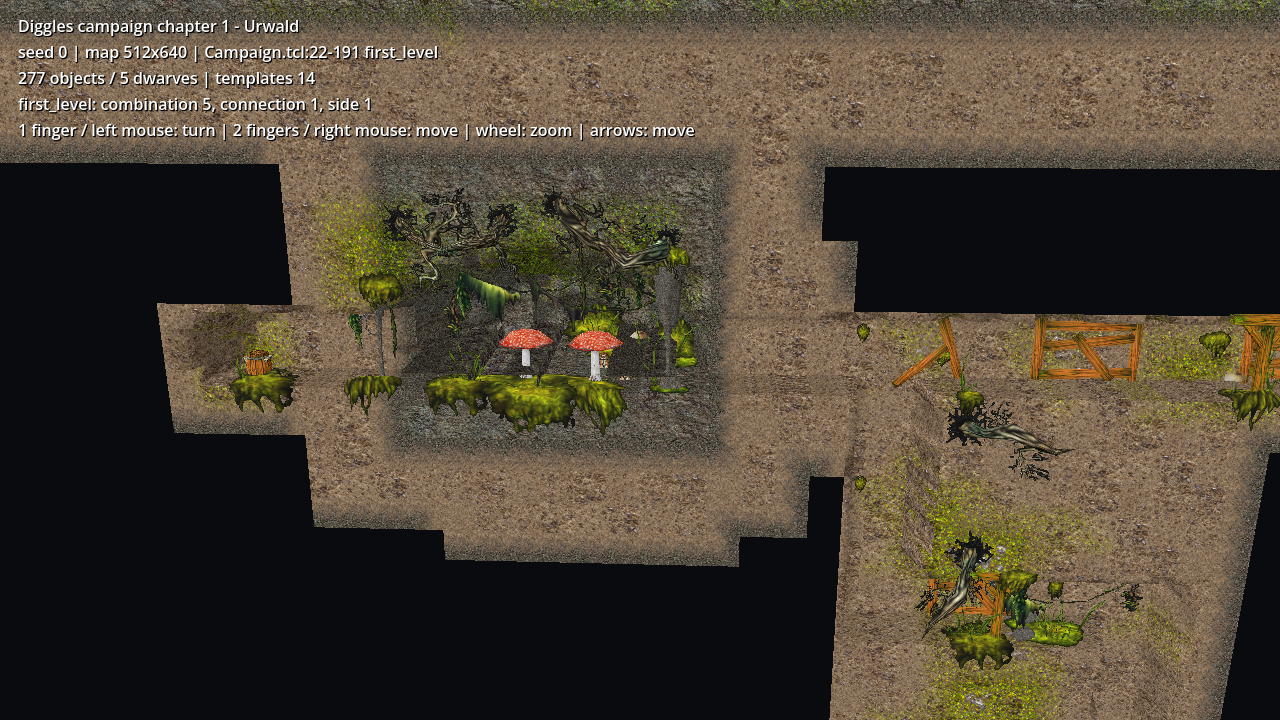 Diggles campaign chapter 1 - Urwald
seed 0 | map 512x640 | Campaign.tcl:22-191 first_level
277 objects / 5 dwarves | templates 14
first_level: combination 5, connection 1, side 1
1 finger / left mouse: turn | 2 fingers / right mouse: move | wheel: zoom | arrows: move